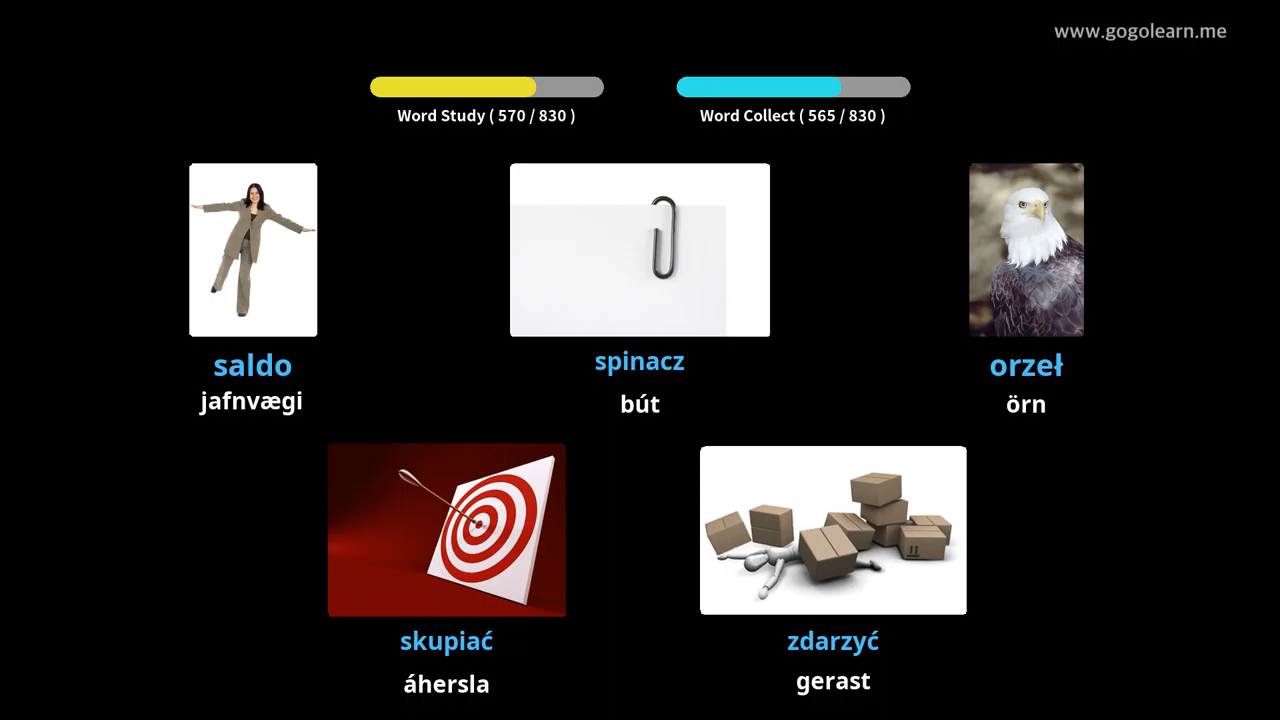 www.gogolearn.me
Word Study ( 570 / 830 )
Word Collect ( 565 / 830 )
saldo
jafnvægi
spinacz
bút
orzeł
örn
skupiać
áhersla
zdarzyć
gerast